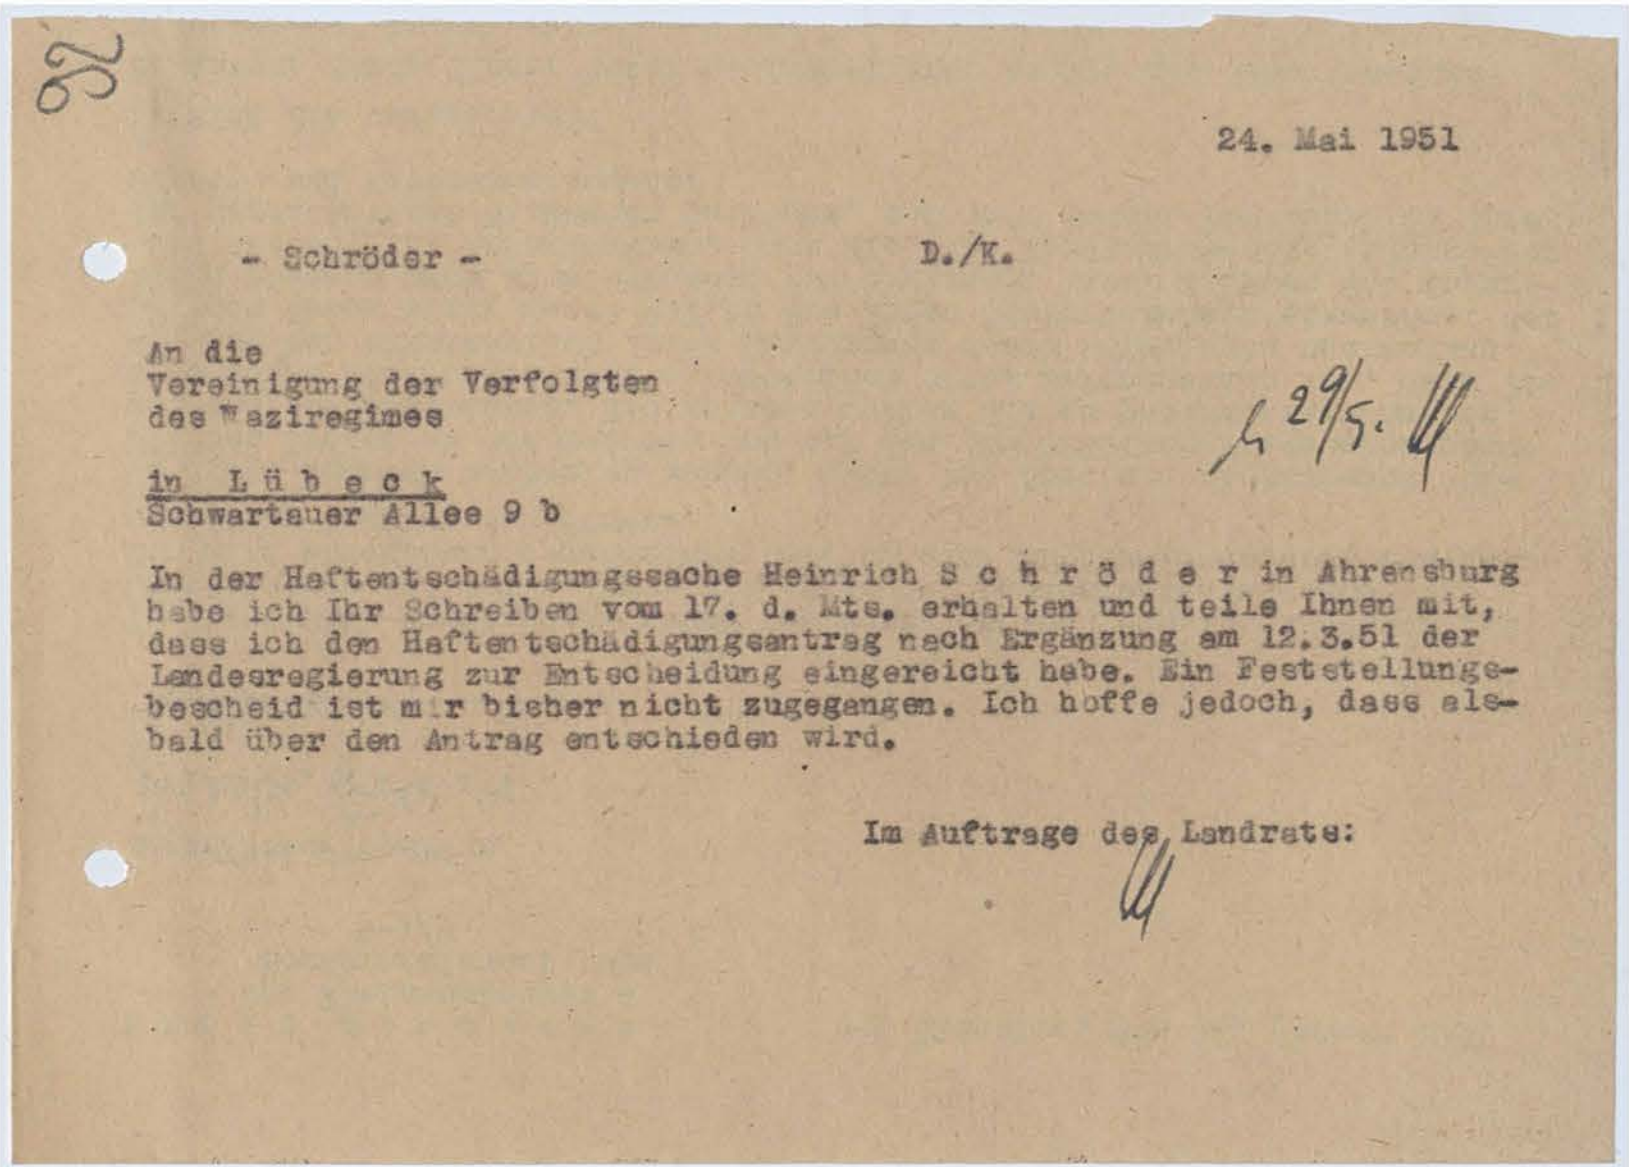 92
24. Mai 1951
- Schröder -
D./K.
An die
Vereinigung der Verfolgten
des Naziregimes
29/5.
in L ü b e c k
Schwartauer Allee 9 b
In der Haftentschädigungssache Heinrich S c h r ö d e r in Ahrensburg
habe ich Ihr Schreiben vom 17. d. Mts. erhalten und teile Ihnen mit,
dass ich den Haftentschädigungsantrag nach Ergänzung am 12.3.51 der
Landesregierung zur Entscheidung eingereicht habe. Ein Feststellungs-
bescheid ist mir bisher nicht zugegangen. Ich hoffe jedoch, dass als-
bald über den Antrag entschieden wird.
Im Auftrage des Landrats: